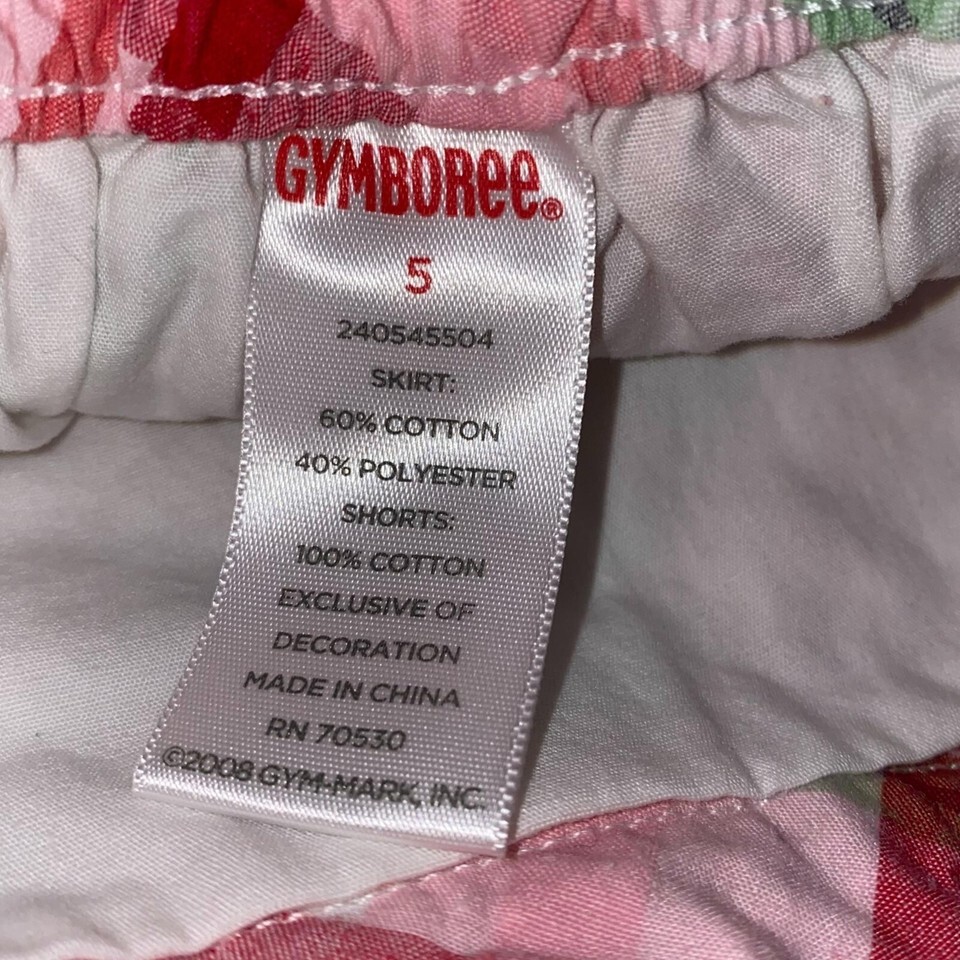 GYMBOREE®
5
240545504
SKIRT:
60% COTTON
40% POLYESTER
SHORTS:
100% COTTON
EXCLUSIVE OF
DECORATION
MADE IN CHINA
RN 70530
©2008 GYM-MARK, INC.